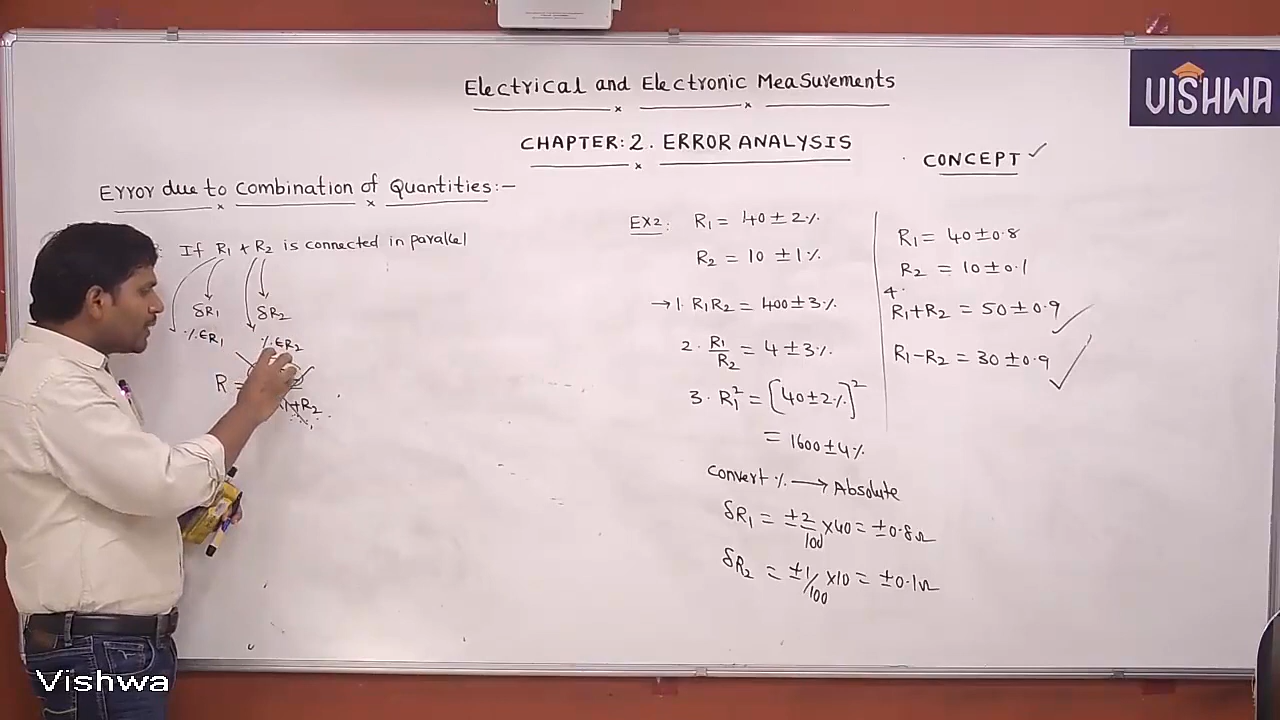 Electrical and Electronic Measurements
VISHWA
CHAPTER: 2. ERROR ANALYSIS
CONCEPT ✓
Error due to Combination of Quantities:-
: If R₁ & R₂ is connected in parallel
δR₁ δR₂
%ϵR₁ %ϵR₂
R =
+R₂
EX2: R₁ = 40 ± 2%
R₂ = 10 ± 1%
→ 1. R₁R₂ = 400 ± 3%
2. R₁/R₂ = 4 ± 3%
3. R₁² = [40 ± 2%]²
= 1600 ± 4%
Convert % → Absolute
δR₁ = ±2/100 × 40 = ±0.8Ω
δR₂ = ±1/100 × 10 = ±0.1Ω
R₁ = 40 ± 0.8
R₂ = 10 ± 0.1
4.
R₁+R₂ = 50 ± 0.9 ✓
R₁-R₂ = 30 ± 0.9 ✓
Vishwa